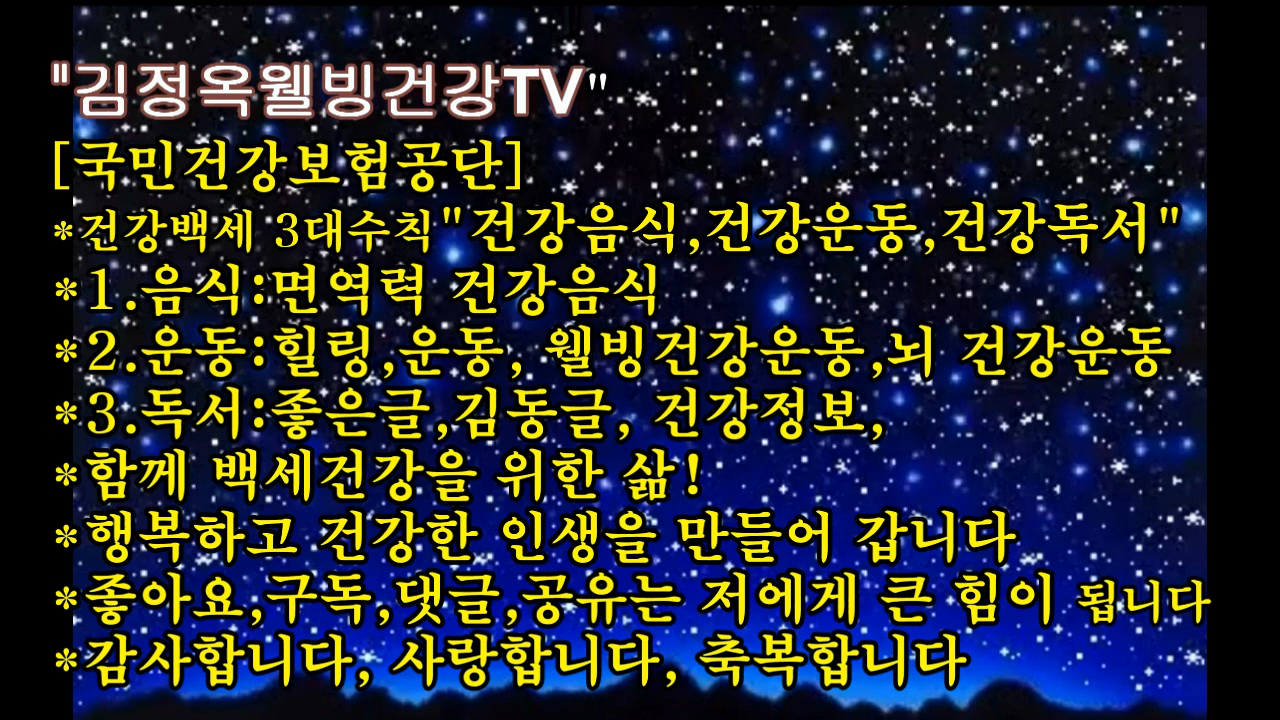 "김정옥웰빙건강TV"
[국민건강보험공단]
*건강백세 3대수칙"건강음식,건강운동,건강독서"
*1.음식:면역력 건강음식
*2.운동:힐링,운동, 웰빙건강운동,뇌 건강운동
*3.독서:좋은글,김동글, 건강정보,
*함께 백세건강을 위한 삶!
*행복하고 건강한 인생을 만들어 갑니다
*좋아요,구독,댓글,공유는 저에게 큰 힘이 됩니다
*감사합니다, 사랑합니다, 축복합니다